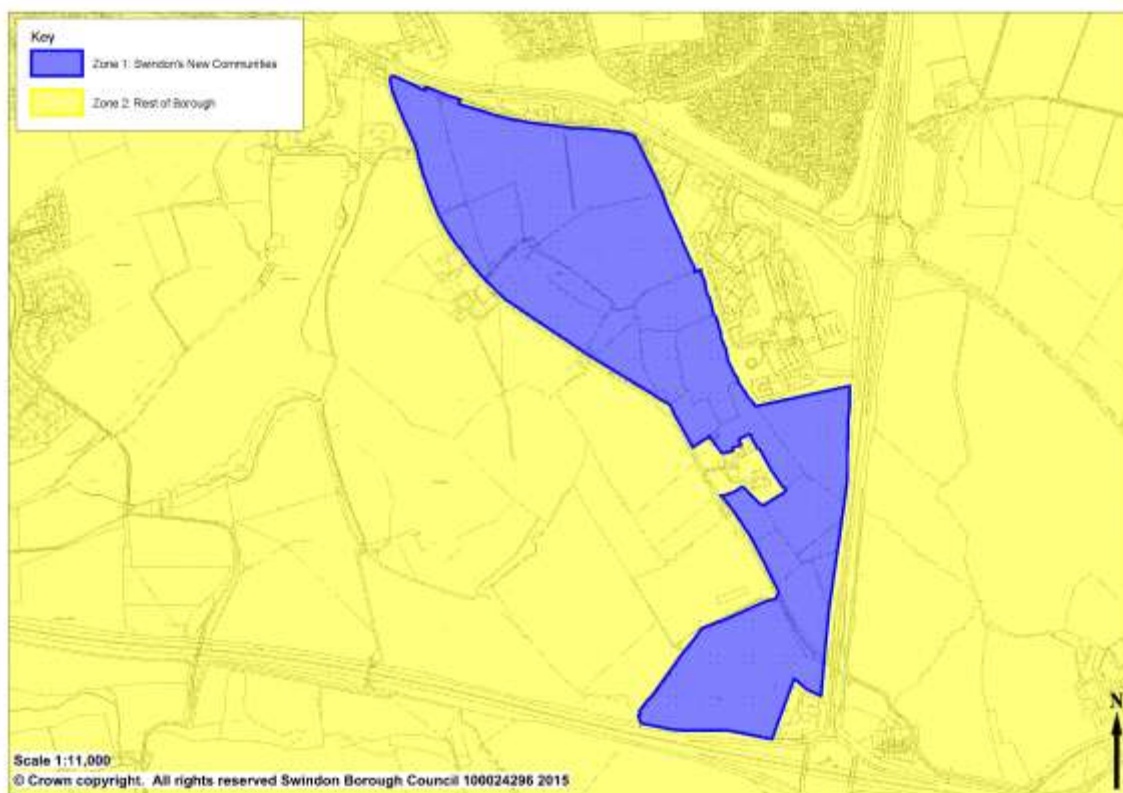 Key
Zone 1: Swindon's New Communities
Zone 2: Rest of Borough
N
Scale 1:11,000
© Crown copyright. All rights reserved Swindon Borough Council 100024296 2015